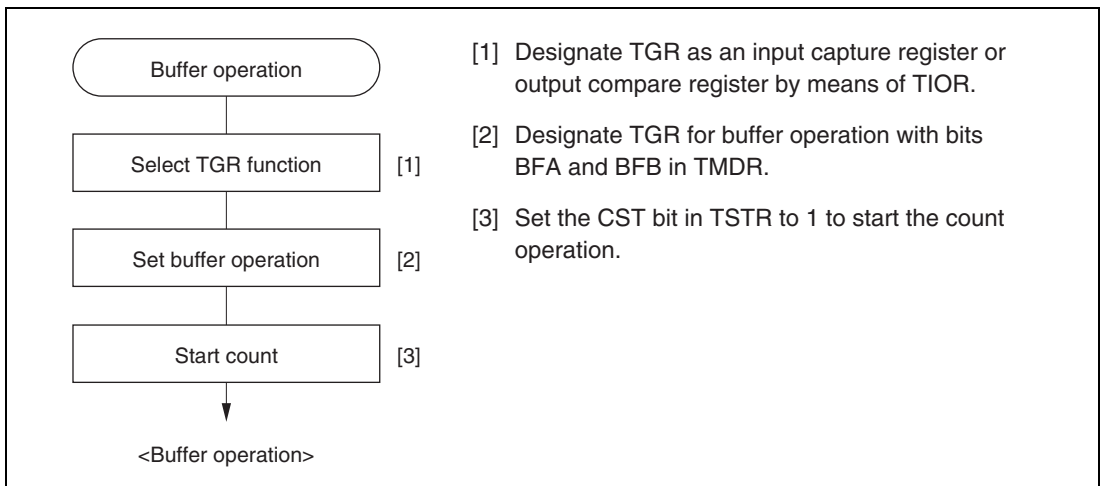 Buffer operation
Select TGR function [1]
Set buffer operation [2]
Start count [3]
<Buffer operation>
[1] Designate TGR as an input capture register or
output compare register by means of TIOR.
[2] Designate TGR for buffer operation with bits
BFA and BFB in TMDR.
[3] Set the CST bit in TSTR to 1 to start the count
operation.